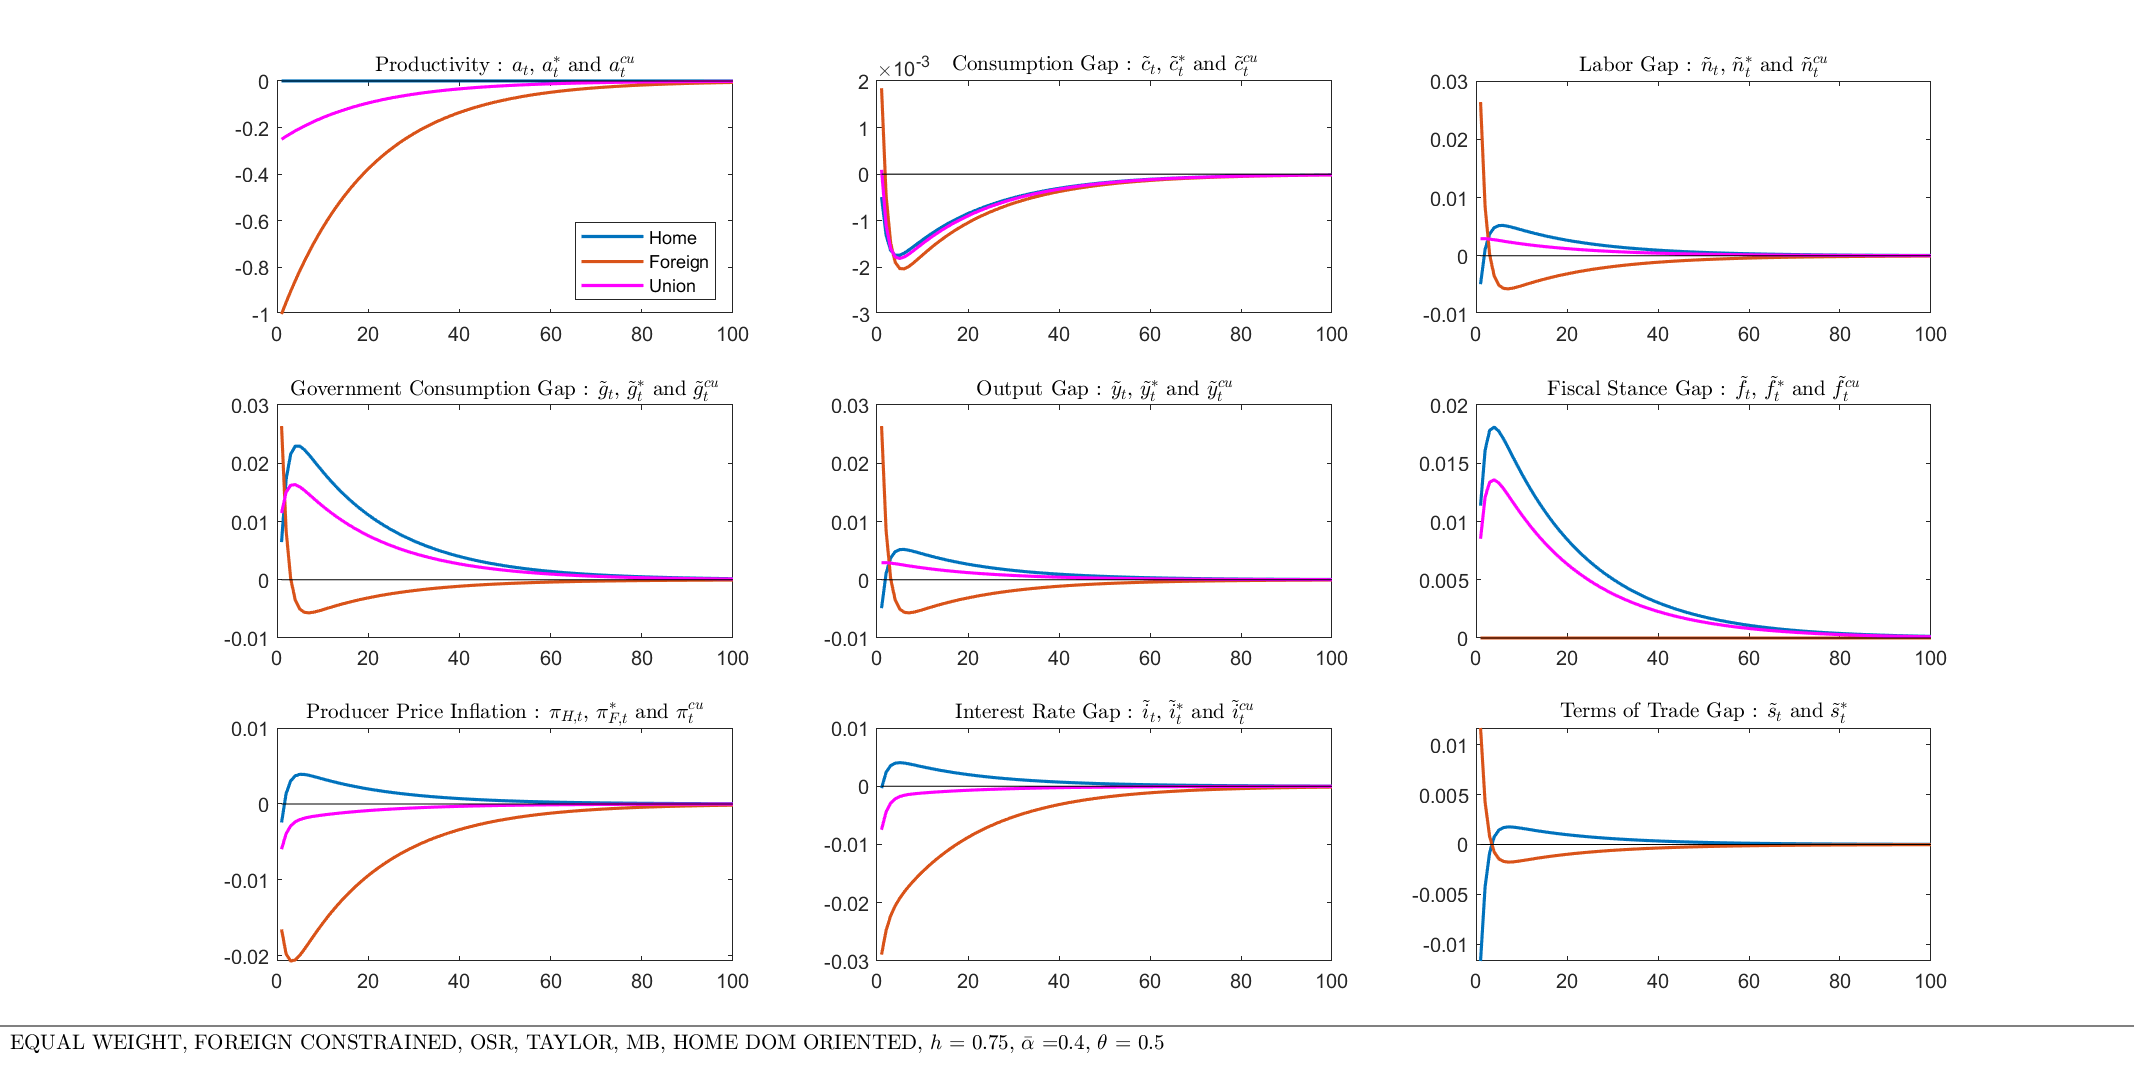 Productivity : a_t, a_t^* and a_t^{cu}
0
-0.2
-0.4
-0.6
-0.8
-1
0 20 40 60 80 100
Home
Foreign
Union
×10^{-3}
Consumption Gap : c̃_t, c̃_t^* and c̃_t^{cu}
2
1
0
-1
-2
-3
0 20 40 60 80 100
Labor Gap : ñ_t, ñ_t^* and ñ_t^{cu}
0.03
0.02
0.01
0
-0.01
0 20 40 60 80 100
Government Consumption Gap : g̃_t, g̃_t^* and g̃_t^{cu}
0.03
0.02
0.01
0
-0.01
0 20 40 60 80 100
Output Gap : ỹ_t, ỹ_t^* and ỹ_t^{cu}
0.03
0.02
0.01
0
-0.01
0 20 40 60 80 100
Fiscal Stance Gap : f̃_t, f̃_t^* and f̃_t^{cu}
0.02
0.015
0.01
0.005
0
0 20 40 60 80 100
Producer Price Inflation : π_{H,t}, π_{F,t}^* and π_t^{cu}
0.01
0
-0.01
-0.02
0 20 40 60 80 100
Interest Rate Gap : ĩ_t, ĩ_t^* and ĩ_t^{cu}
0.01
0
-0.01
-0.02
-0.03
0 20 40 60 80 100
Terms of Trade Gap : s̃_t and s̃_t^*
0.01
0.005
0
-0.005
-0.01
0 20 40 60 80 100
EQUAL WEIGHT, FOREIGN CONSTRAINED, OSR, TAYLOR, MB, HOME DOM ORIENTED, h = 0.75, ᾱ =0.4, θ = 0.5